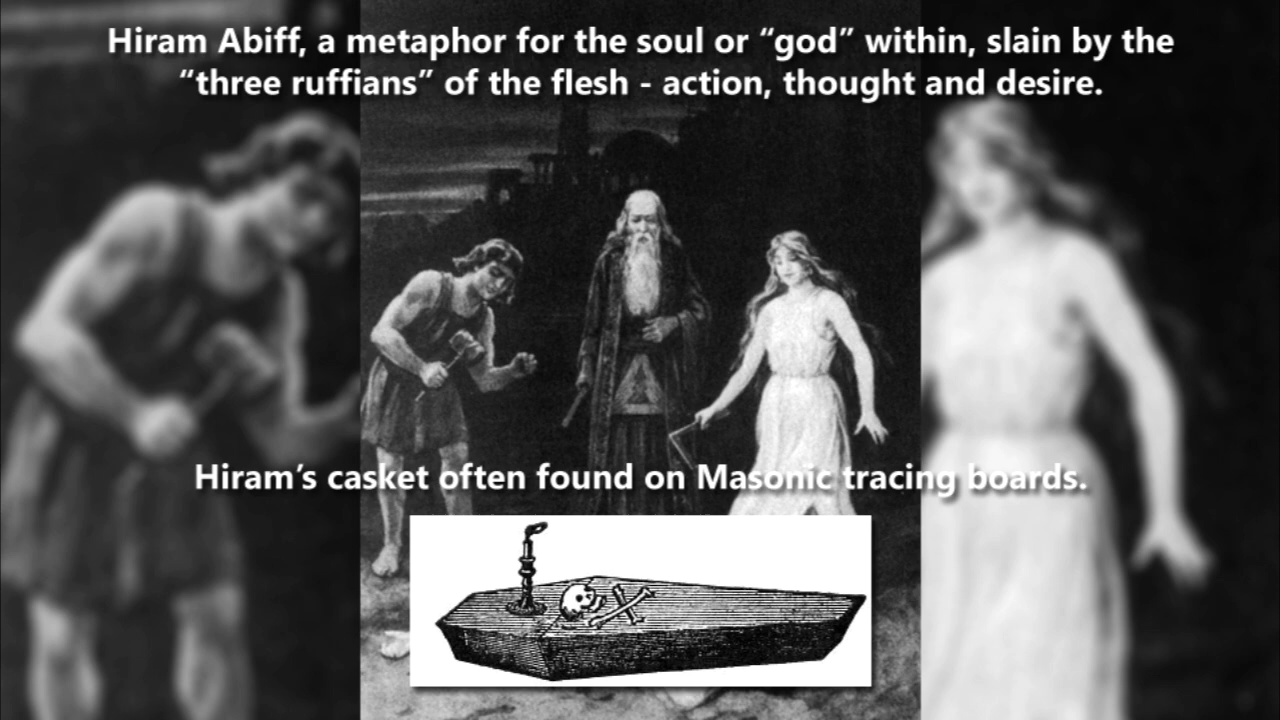 Hiram Abiff, a metaphor for the soul or “god” within, slain by the
“three ruffians” of the flesh - action, thought and desire.
Hiram’s casket often found on Masonic tracing boards.